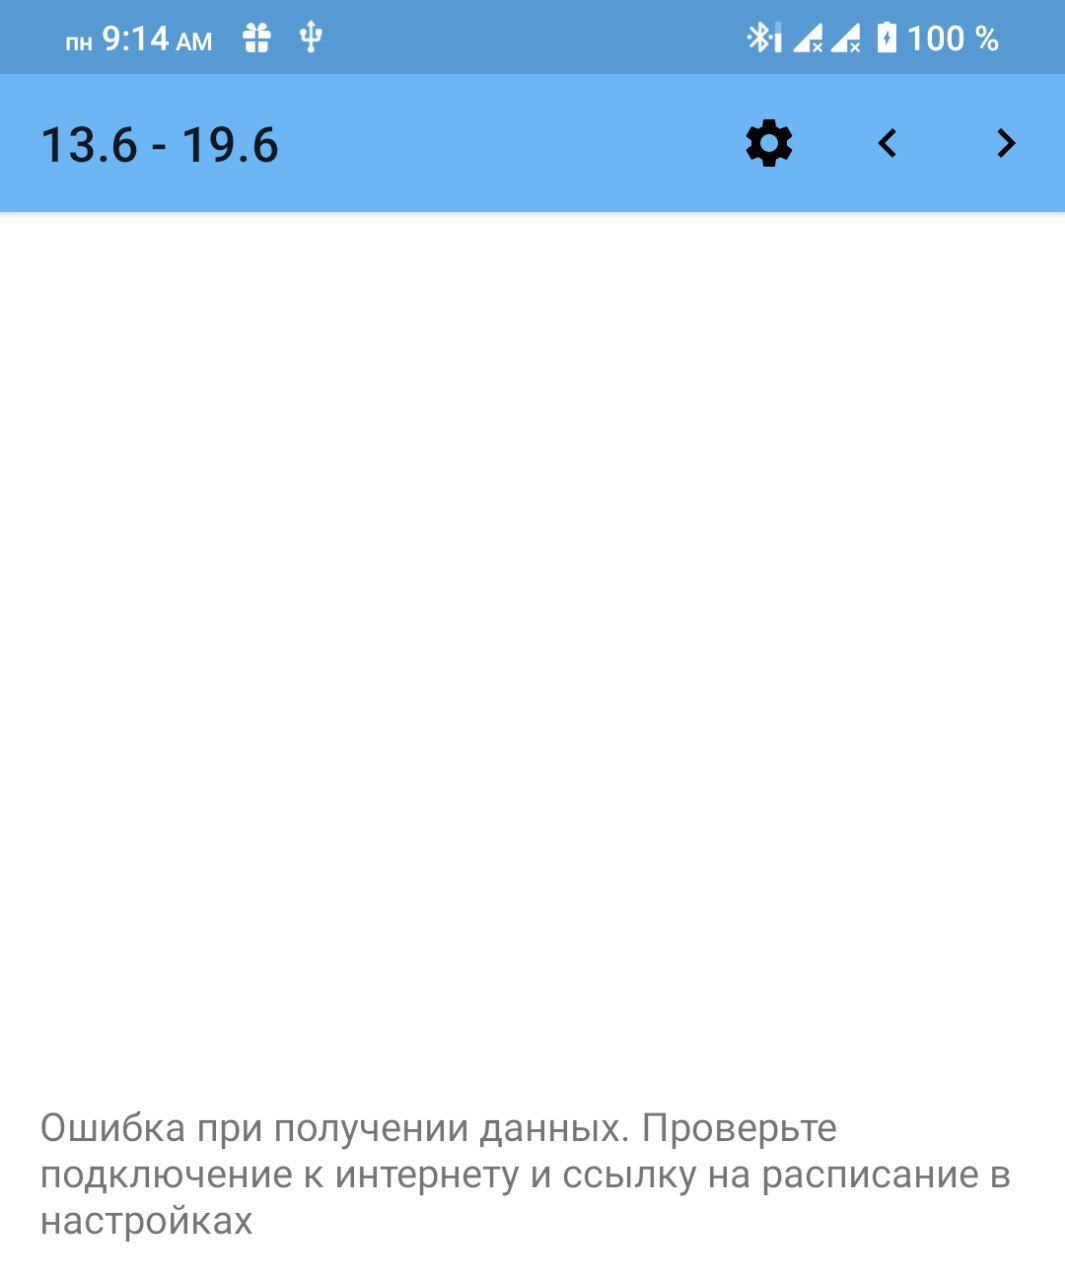 пн 9:14 AM 100 %
13.6 - 19.6
Ошибка при получении данных. Проверьте
подключение к интернету и ссылку на расписание в
настройках